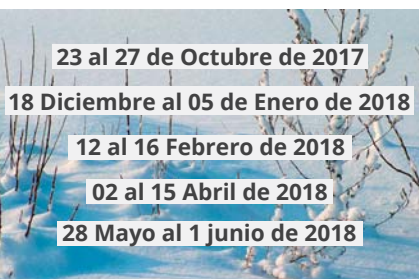 23 al 27 de Octubre de 2017
18 Diciembre al 05 de Enero de 2018
12 al 16 Febrero de 2018
02 al 15 Abril de 2018
28 Mayo al 1 junio de 2018